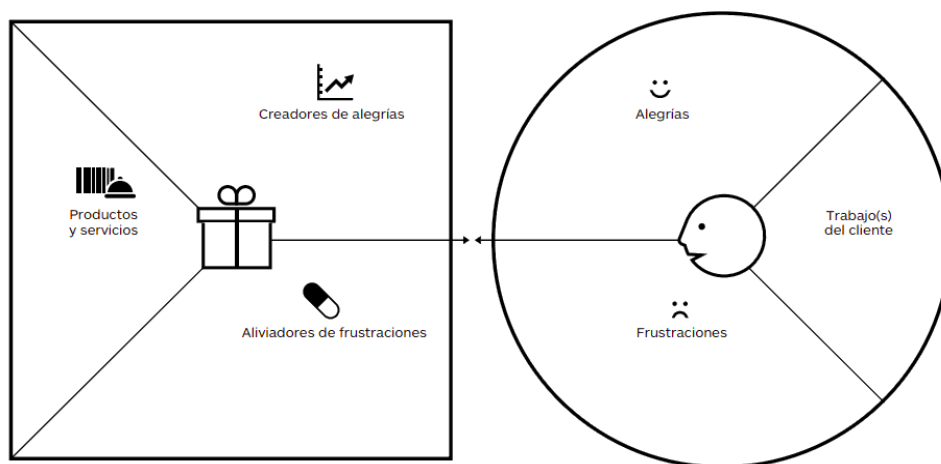 Creadores de alegrías
Productos
y servicios
Aliviadores de frustraciones
Alegrías
Trabajo(s)
del cliente
Frustraciones